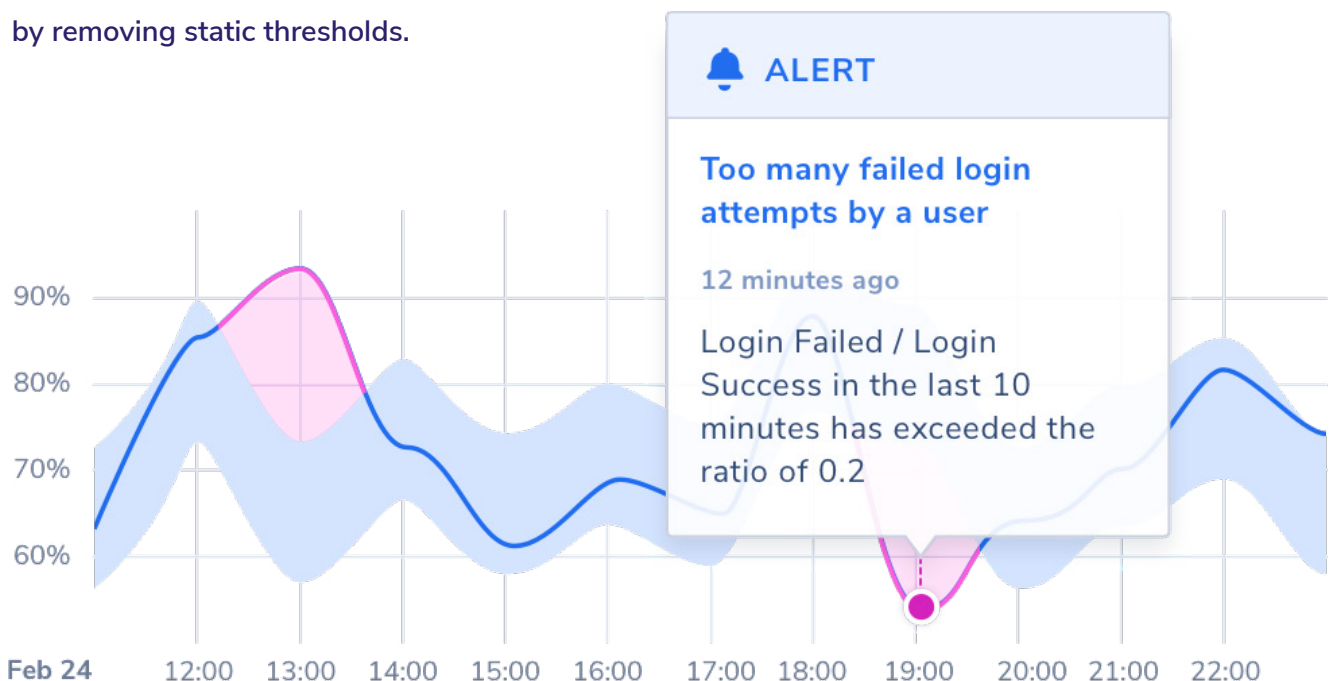 by removing static thresholds.
ALERT
Too many failed login
attempts by a user
12 minutes ago
Login Failed / Login
Success in the last 10
minutes has exceeded the
ratio of 0.2
90%
80%
70%
60%
Feb 24 12:00 13:00 14:00 15:00 16:00 17:00 18:00 19:00 20:00 21:00 22:00